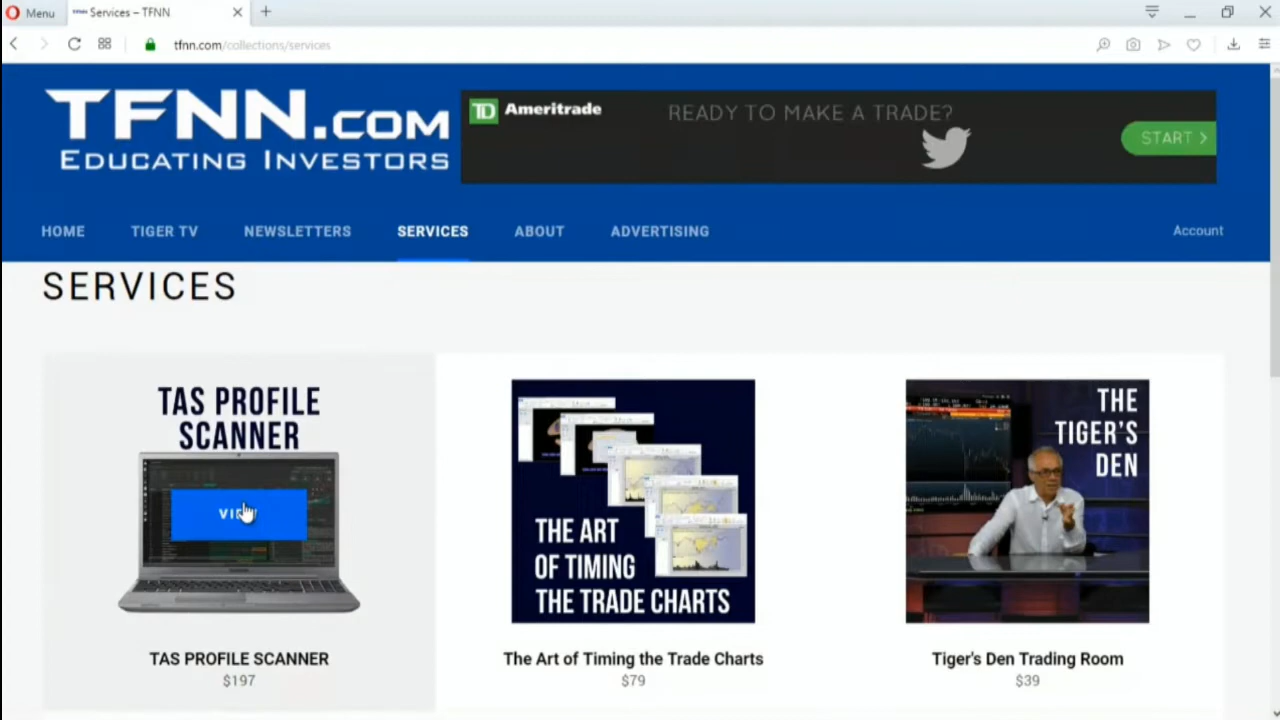 Menu
Services – TFNN
tfnn.com/collections/services
TFNN.COM
EDUCATING INVESTORS
TD Ameritrade
READY TO MAKE A TRADE?
START >
HOME
TIGER TV
NEWSLETTERS
SERVICES
ABOUT
ADVERTISING
Account
SERVICES
TAS PROFILE
SCANNER
THE ART
OF TIMING
THE TRADE CHARTS
THE
TIGER'S
DEN
TAS PROFILE SCANNER
$197
The Art of Timing the Trade Charts
$79
Tiger's Den Trading Room
$39